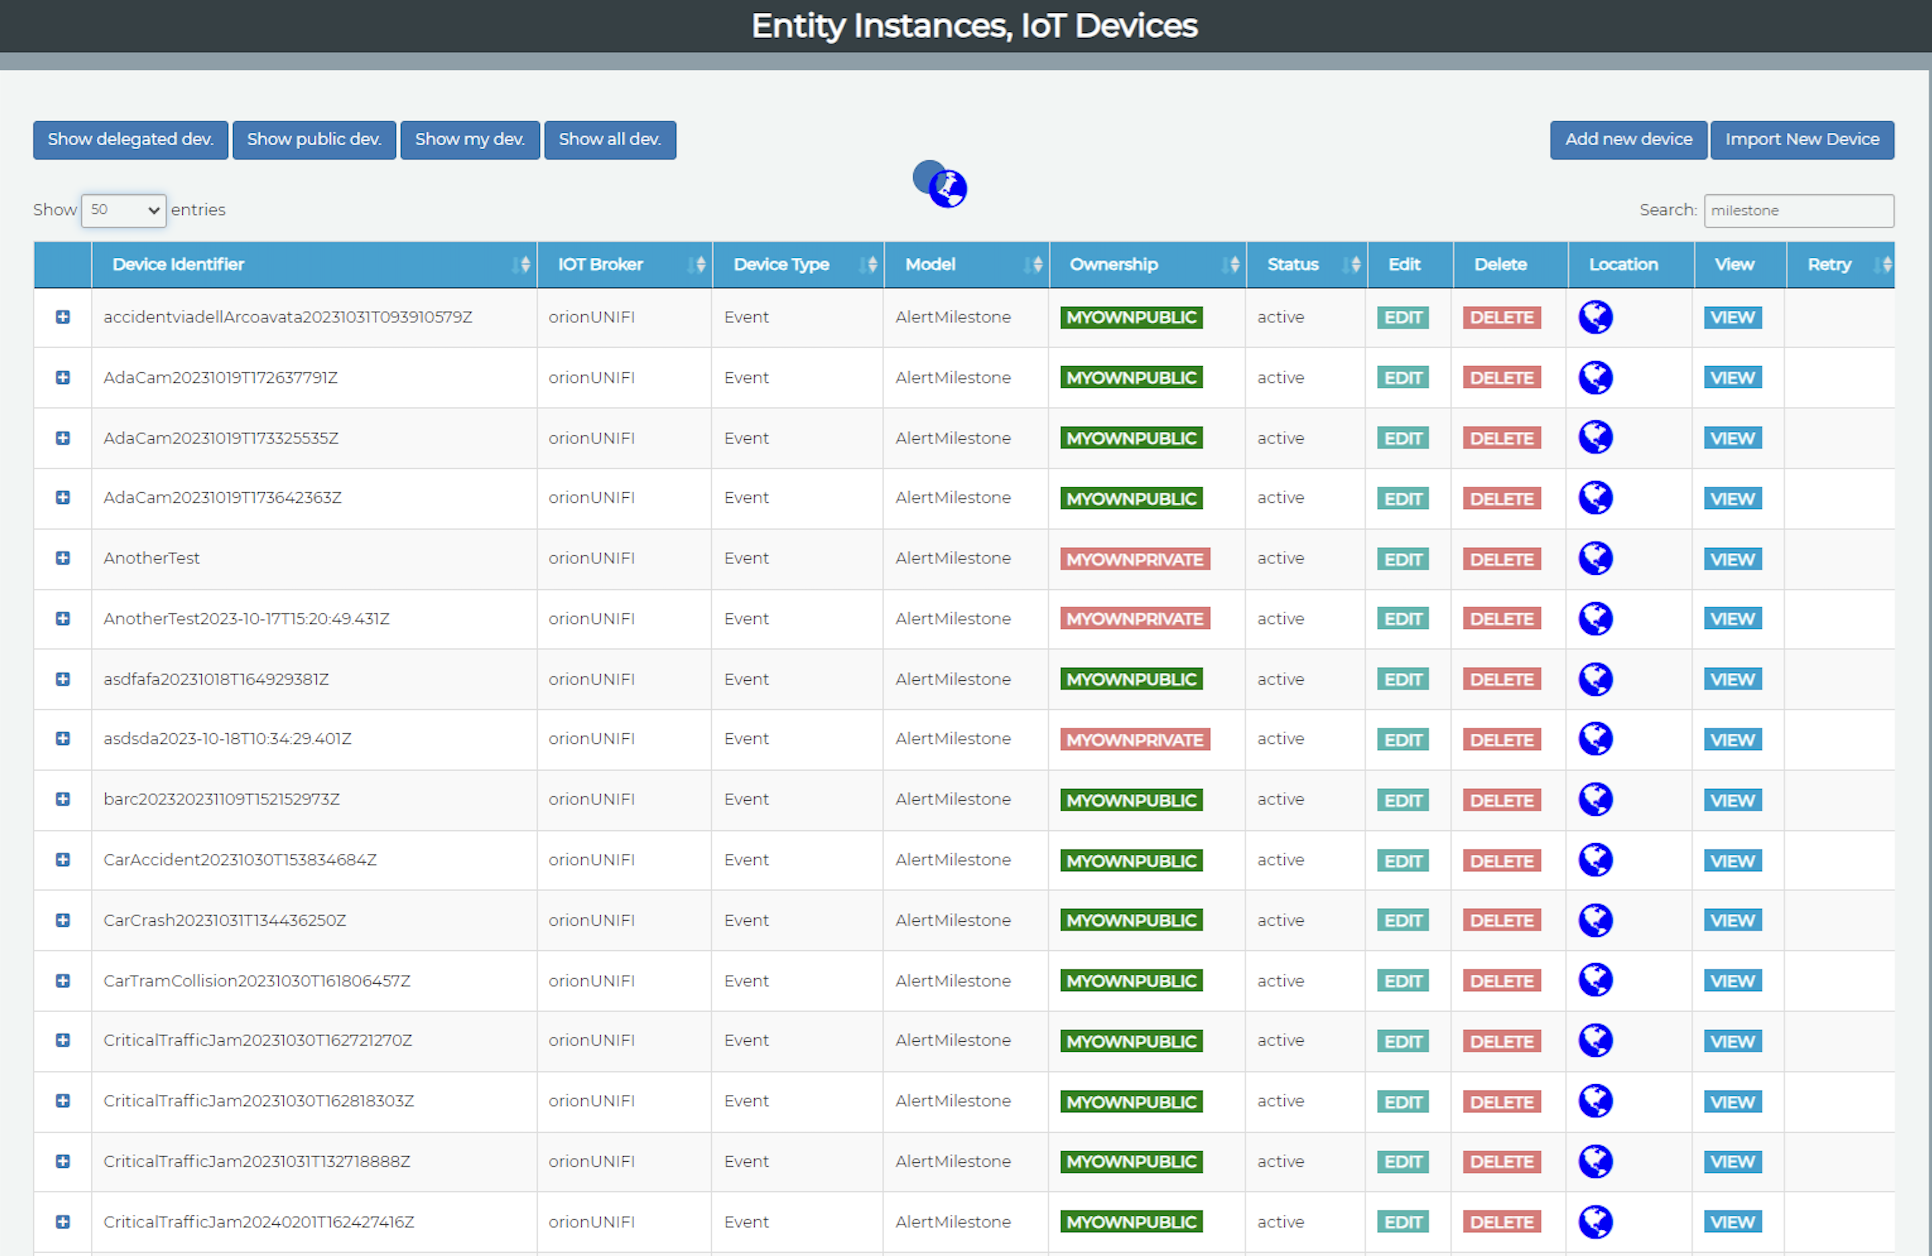 Entity Instances, IoT Devices
Show delegated dev. Show public dev. Show my dev. Show all dev. Add new device Import New Device
Show 50 entries Search: milestone
Device Identifier IOT Broker Device Type Model Ownership Status Edit Delete Location View Retry
accidentviadellArcoavata20231031T093910579Z orionUNIFI Event AlertMilestone MYOWNPUBLIC active EDIT DELETE VIEW
AdaCam20231019T172637791Z orionUNIFI Event AlertMilestone MYOWNPUBLIC active EDIT DELETE VIEW
AdaCam20231019T173325535Z orionUNIFI Event AlertMilestone MYOWNPUBLIC active EDIT DELETE VIEW
AdaCam20231019T173642363Z orionUNIFI Event AlertMilestone MYOWNPUBLIC active EDIT DELETE VIEW
AnotherTest orionUNIFI Event AlertMilestone MYOWNPRIVATE active EDIT DELETE VIEW
AnotherTest2023-10-17T15:20:49.431Z orionUNIFI Event AlertMilestone MYOWNPRIVATE active EDIT DELETE VIEW
asdfafa20231018T164929381Z orionUNIFI Event AlertMilestone MYOWNPUBLIC active EDIT DELETE VIEW
asdsda2023-10-18T10:34:29.401Z orionUNIFI Event AlertMilestone MYOWNPRIVATE active EDIT DELETE VIEW
barc202320231109T152152973Z orionUNIFI Event AlertMilestone MYOWNPUBLIC active EDIT DELETE VIEW
CarAccident20231030T153834684Z orionUNIFI Event AlertMilestone MYOWNPUBLIC active EDIT DELETE VIEW
CarCrash20231031T134436250Z orionUNIFI Event AlertMilestone MYOWNPUBLIC active EDIT DELETE VIEW
CarTramCollision20231030T161806457Z orionUNIFI Event AlertMilestone MYOWNPUBLIC active EDIT DELETE VIEW
CriticalTrafficJam20231030T162721270Z orionUNIFI Event AlertMilestone MYOWNPUBLIC active EDIT DELETE VIEW
CriticalTrafficJam20231030T162818303Z orionUNIFI Event AlertMilestone MYOWNPUBLIC active EDIT DELETE VIEW
CriticalTrafficJam20231031T132718888Z orionUNIFI Event AlertMilestone MYOWNPUBLIC active EDIT DELETE VIEW
CriticalTrafficJam20240201T162427416Z orionUNIFI Event AlertMilestone MYOWNPUBLIC active EDIT DELETE VIEW